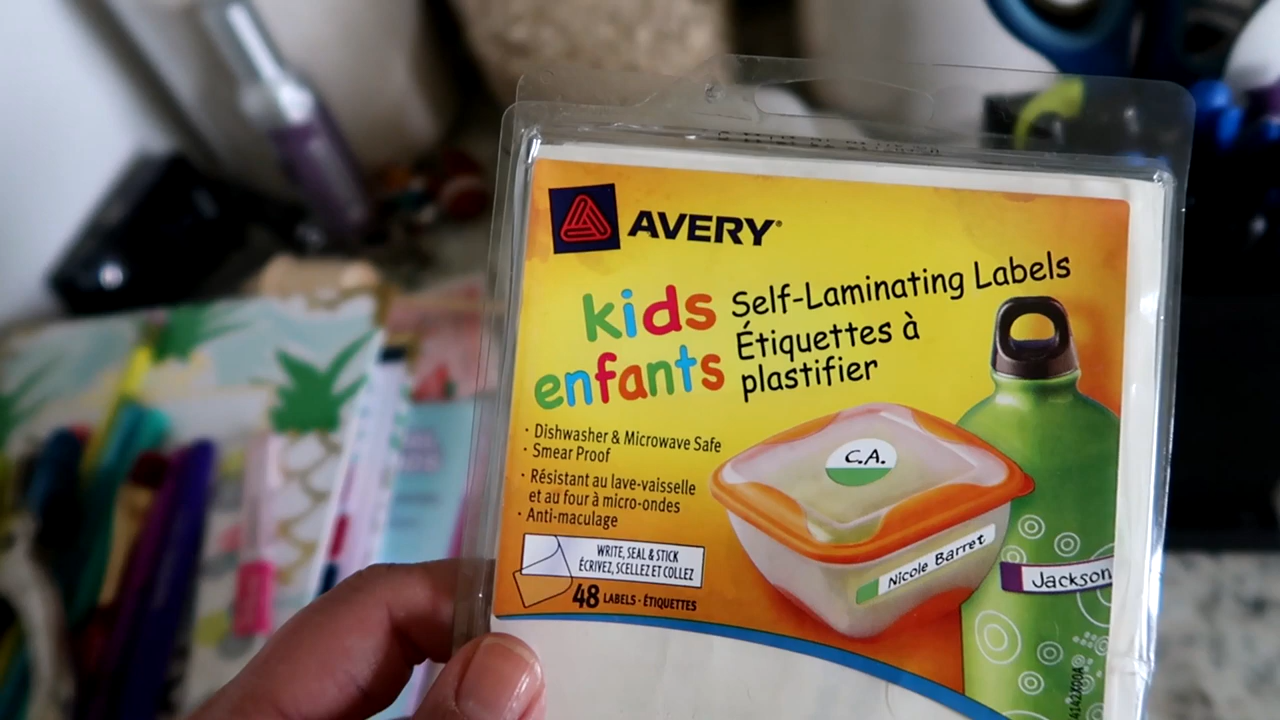 AVERY®
kids
enfants
Self-Laminating Labels
Étiquettes à
plastifier
· Dishwasher & Microwave Safe
· Smear Proof
· Résistant au lave-vaisselle
et au four à micro-ondes
· Anti-maculage
WRITE, SEAL & STICK
ÉCRIVEZ, SCELLEZ ET COLLEZ
48 LABELS - ÉTIQUETTES
C.A.
Nicole Barret
Jackson